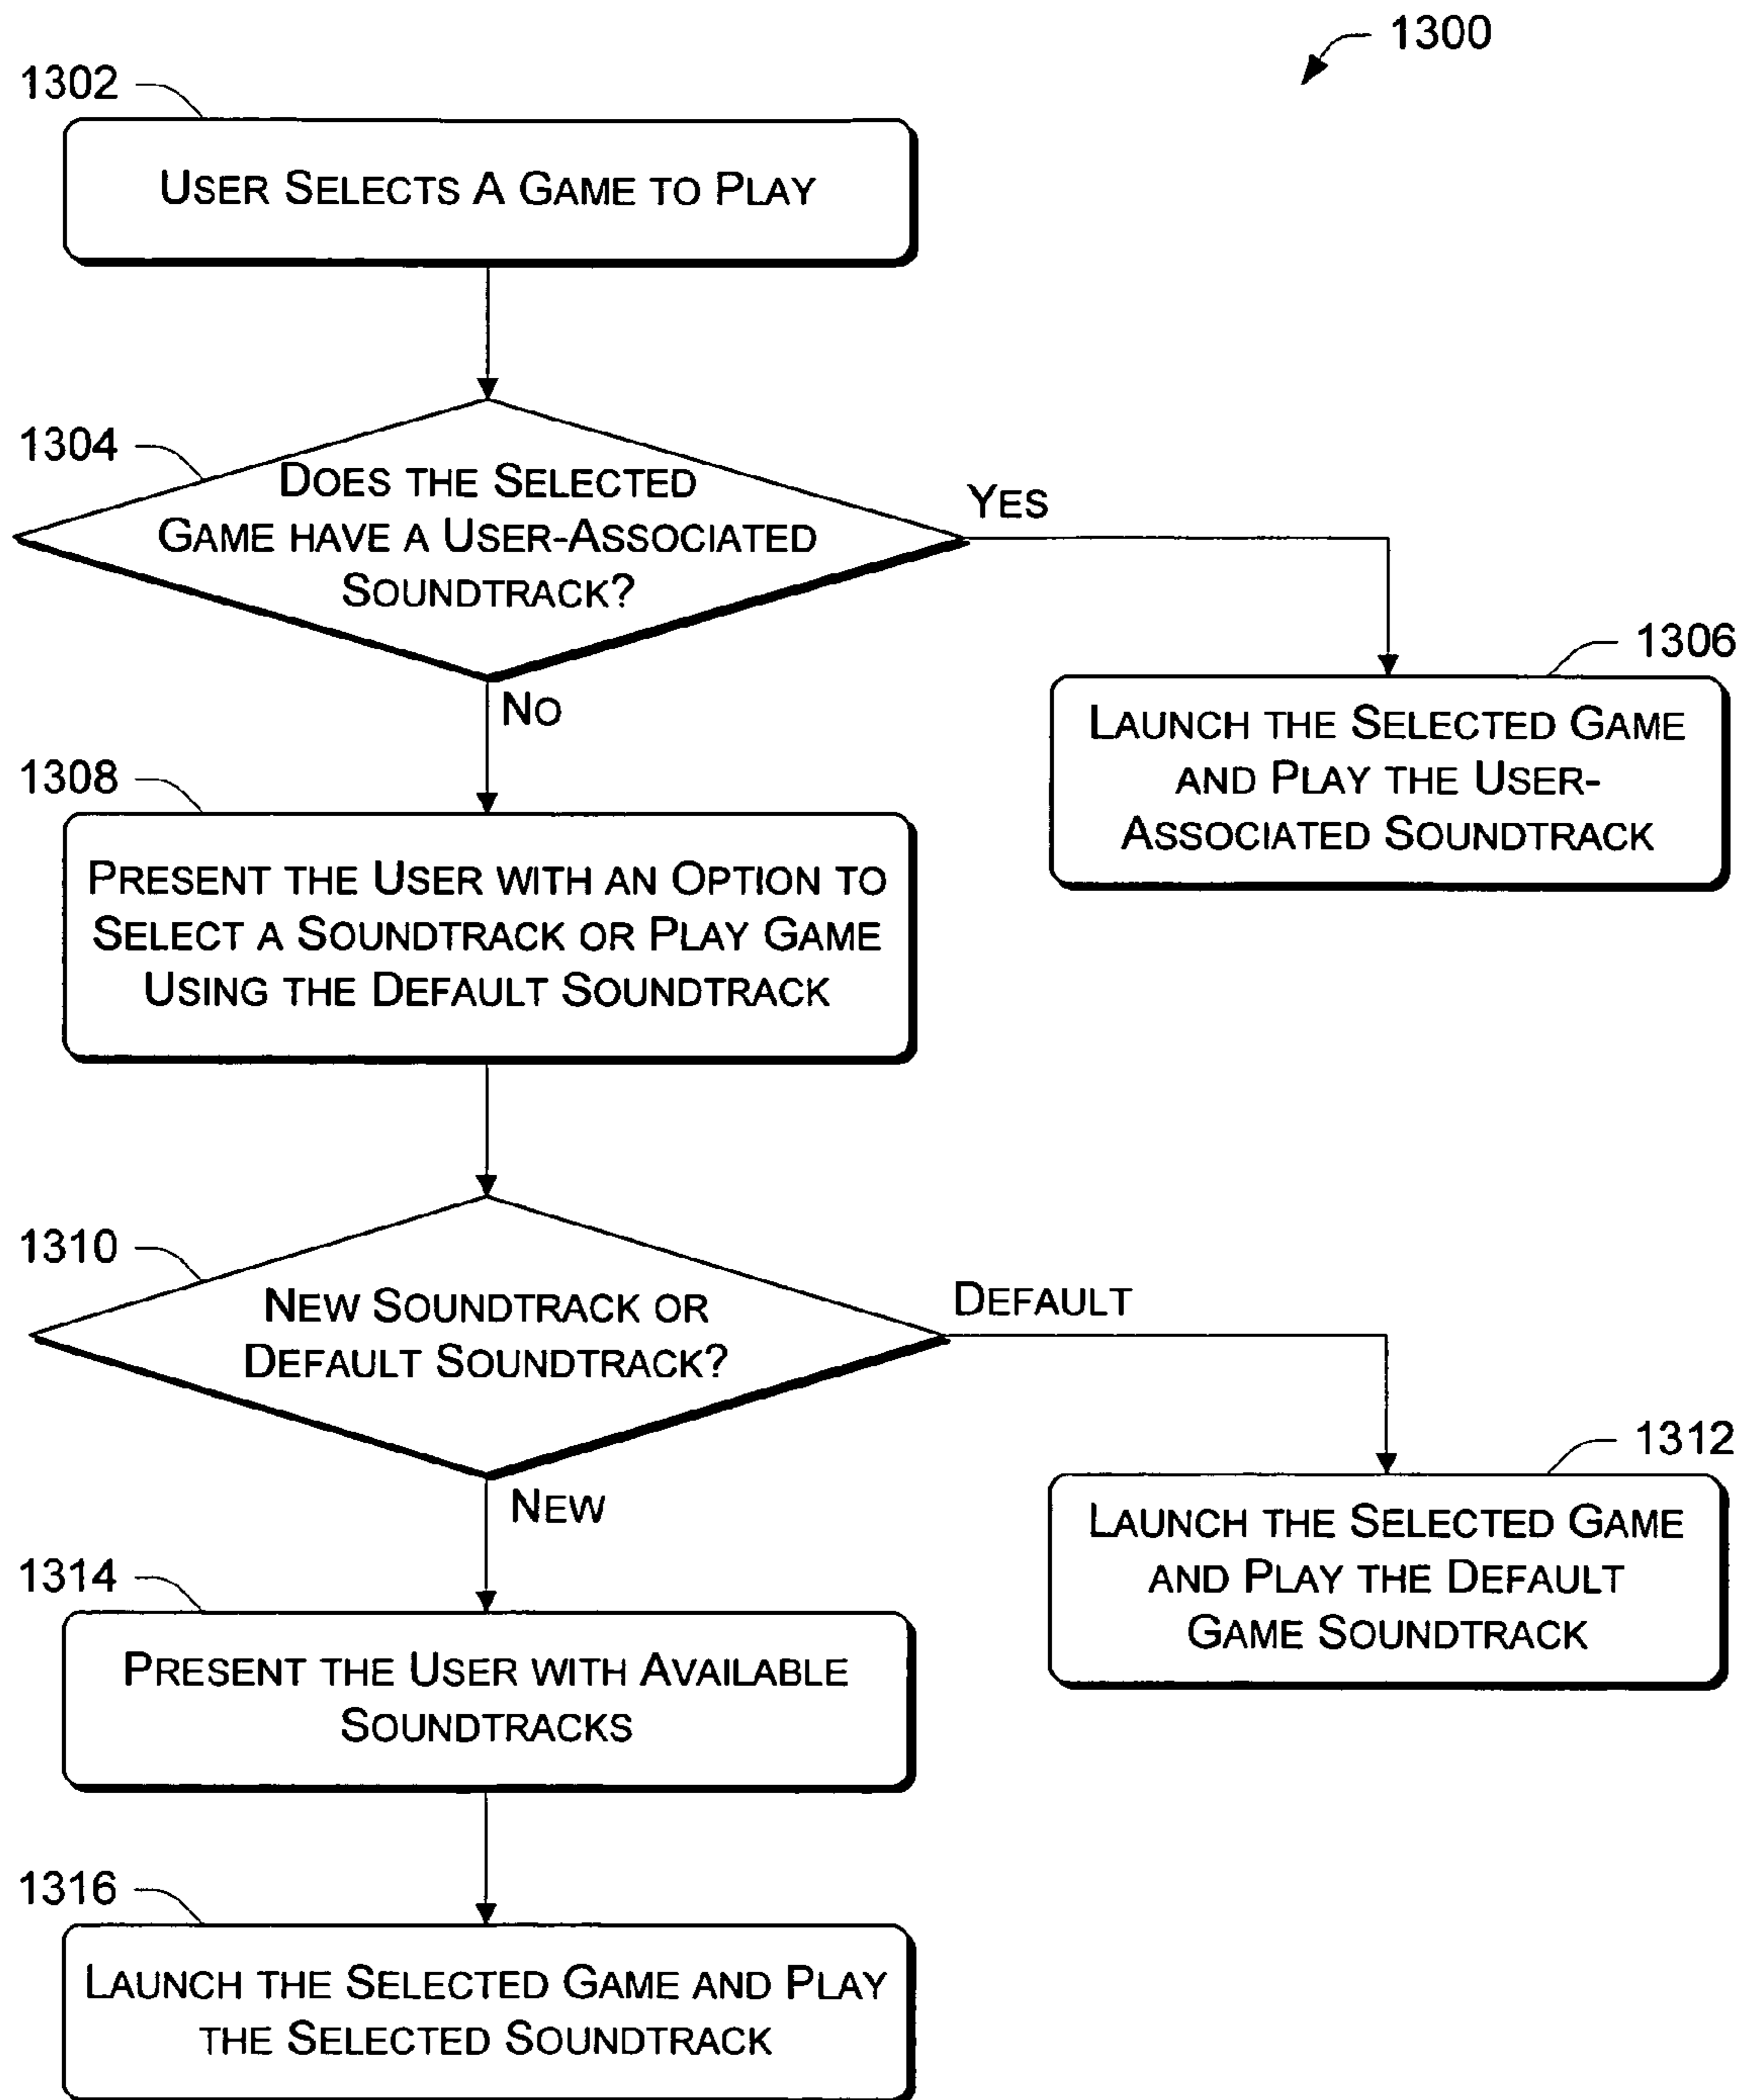 1300
1302
USER SELECTS A GAME TO PLAY
1304
DOES THE SELECTED
GAME HAVE A USER-ASSOCIATED
SOUNDTRACK?
YES
NO
1306
LAUNCH THE SELECTED GAME
AND PLAY THE USER-
ASSOCIATED SOUNDTRACK
1308
PRESENT THE USER WITH AN OPTION TO
SELECT A SOUNDTRACK OR PLAY GAME
USING THE DEFAULT SOUNDTRACK
1310
NEW SOUNDTRACK OR
DEFAULT SOUNDTRACK?
DEFAULT
NEW
1312
LAUNCH THE SELECTED GAME
AND PLAY THE DEFAULT
GAME SOUNDTRACK
1314
PRESENT THE USER WITH AVAILABLE
SOUNDTRACKS
1316
LAUNCH THE SELECTED GAME AND PLAY
THE SELECTED SOUNDTRACK